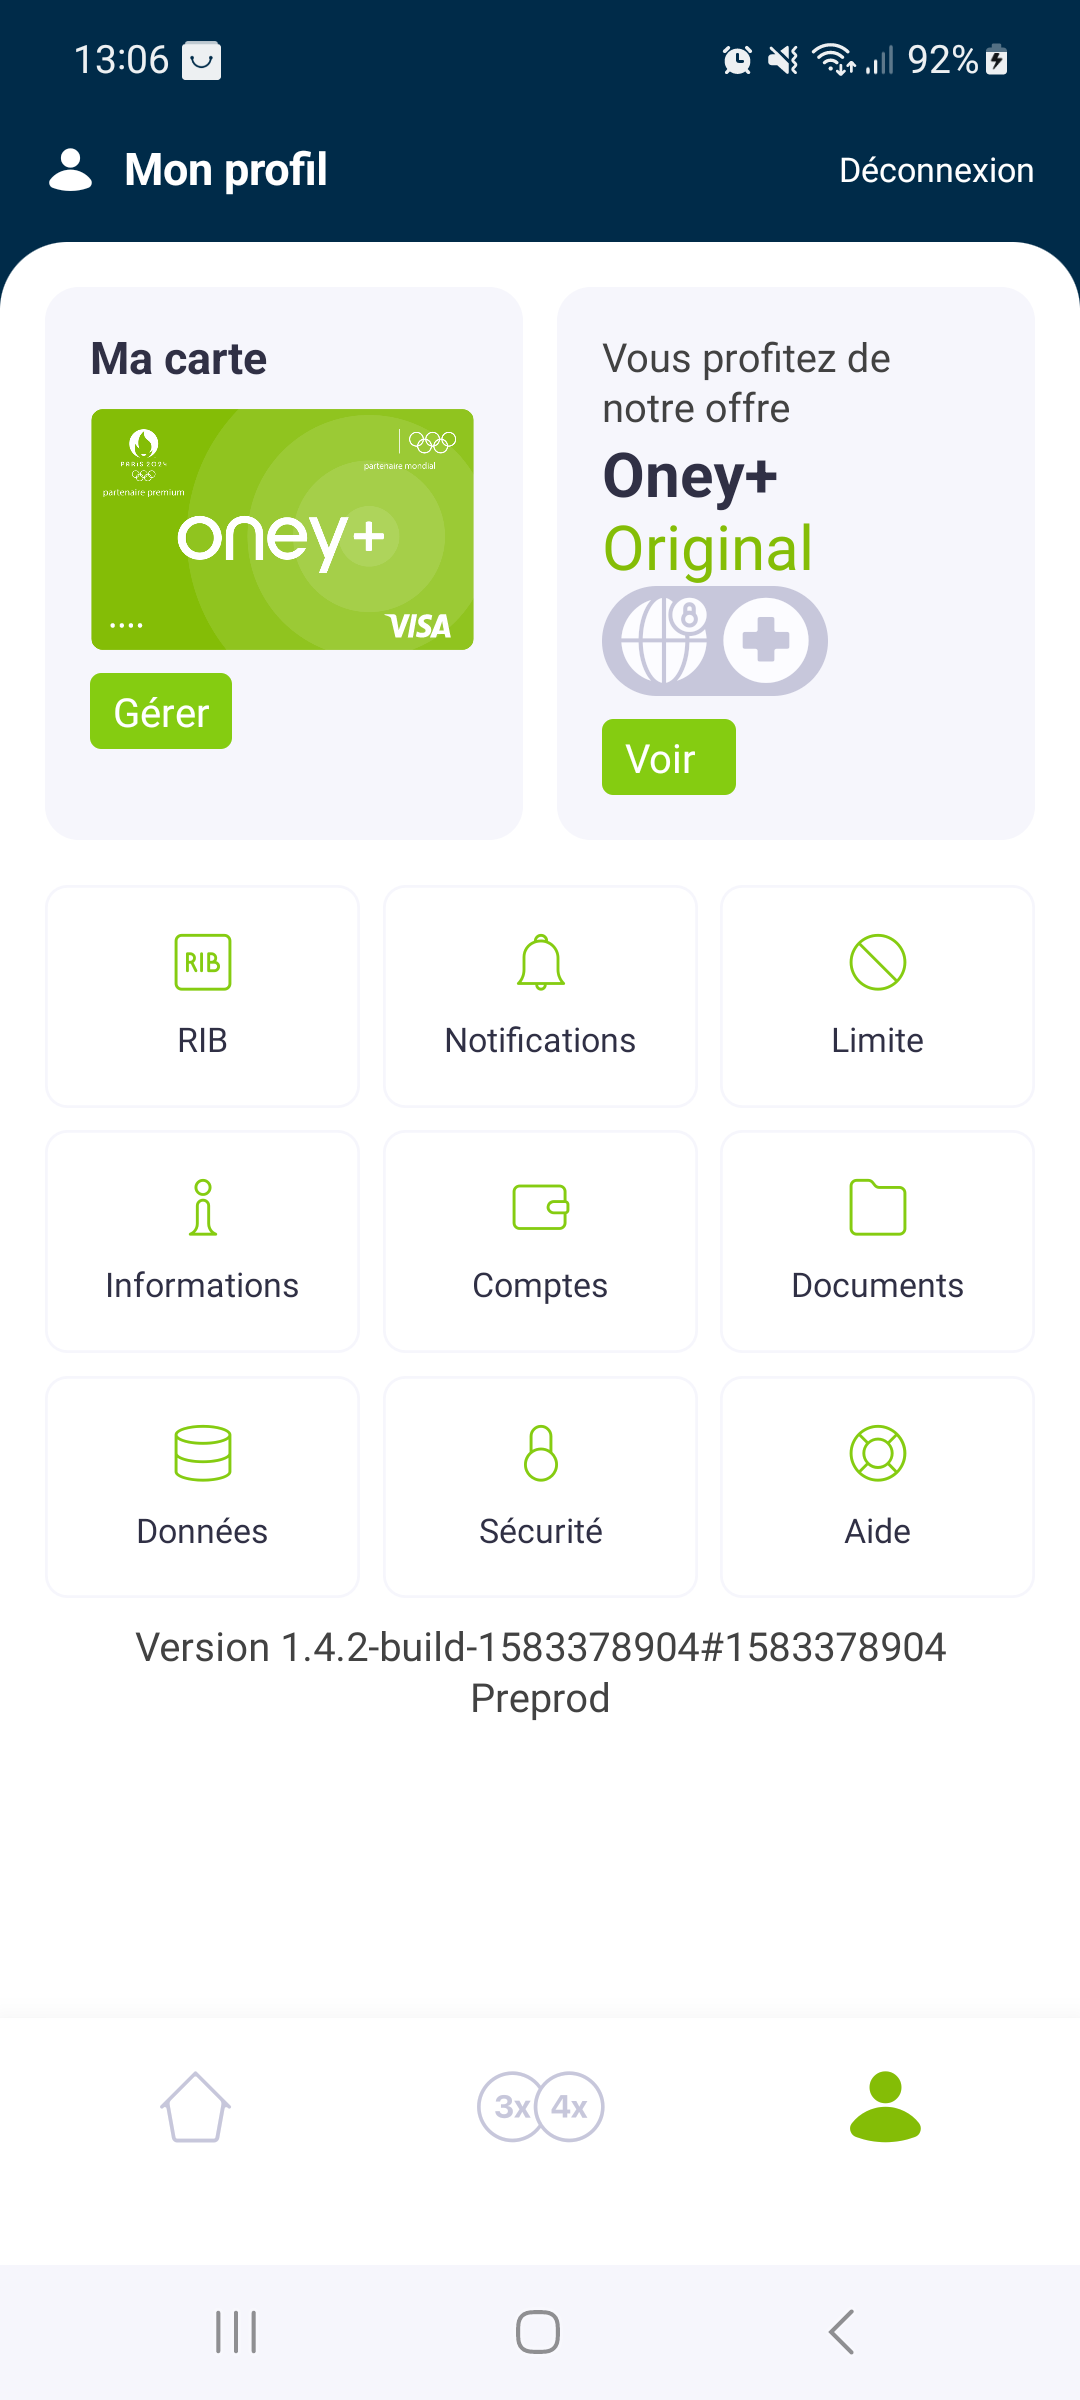 13:06
92%
Mon profil
Déconnexion
Ma carte
PARIS 2024
partenaire premium
partenaire mondial
oney+
VISA
Gérer
Vous profitez de
notre offre
Oney+
Original
Voir
RIB
RIB
Notifications
Limite
Informations
Comptes
Documents
Données
Sécurité
Aide
Version 1.4.2-build-1583378904#1583378904
Preprod
3x 4x